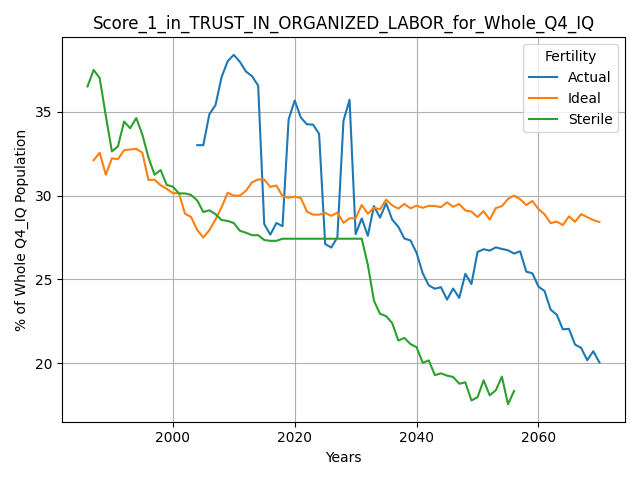 Score_1_in_TRUST_IN_ORGANIZED_LABOR_for_Whole_Q4_IQ
Fertility
Actual
Ideal
Sterile
% of Whole Q4_IQ Population
35
30
25
20
2000
2020
2040
2060
Years